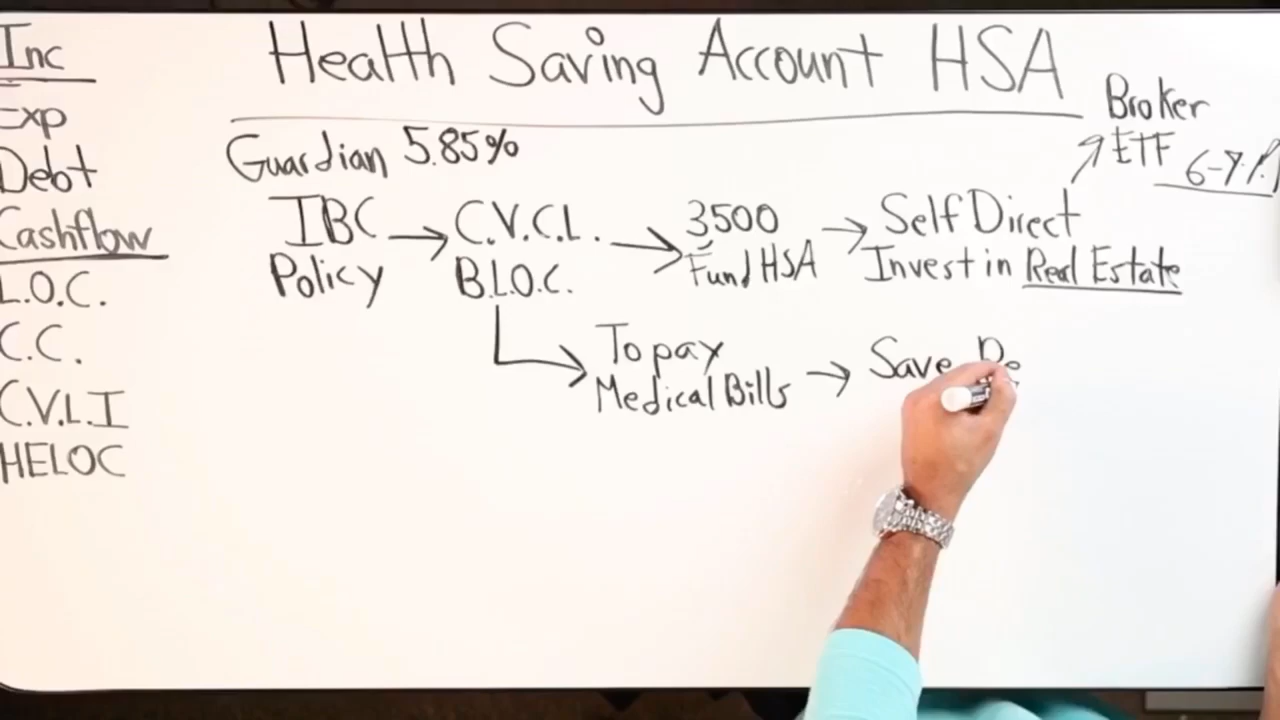 Inc
Exp
Debt
Cashflow
L.O.C.
C.C.
C.V.L.I
HELOC
Health Saving Account HSA
Guardian 5.85%
IBC
Policy
C.V.C.L.
B.L.O.C.
3500
Fund HSA
Self Direct
Invest in Real Estate
Broker
ETF
To pay
Medical Bills
Save